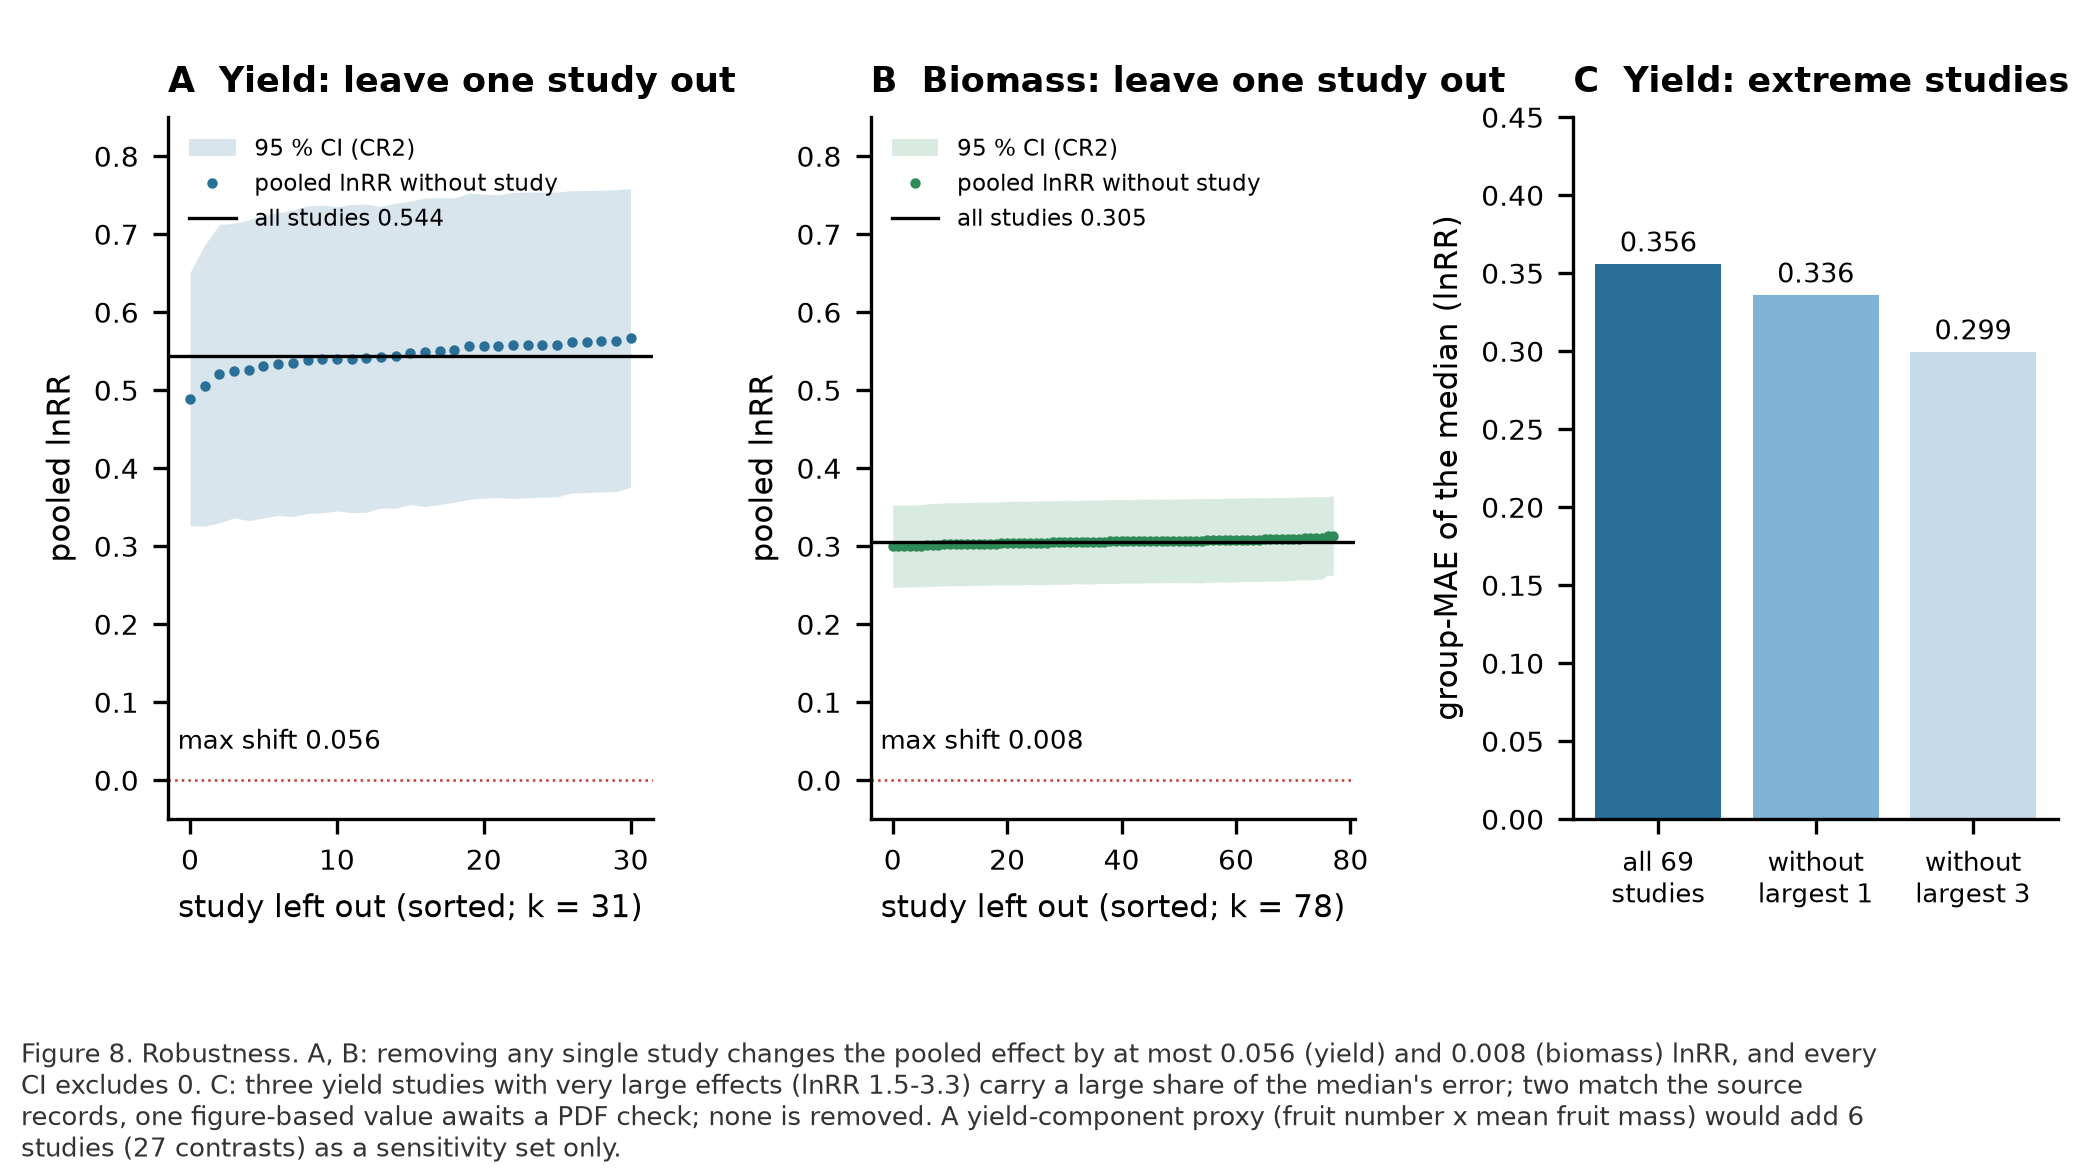 A  Yield: leave one study out
95 % CI (CR2)
pooled lnRR without study
all studies 0.544
0.8
0.7
0.6
0.5
0.4
0.3
0.2
0.1
0.0
pooled lnRR
max shift 0.056
0 10 20 30
study left out (sorted; k = 31)
B  Biomass: leave one study out
95 % CI (CR2)
pooled lnRR without study
all studies 0.305
0.8
0.7
0.6
0.5
0.4
0.3
0.2
0.1
0.0
pooled lnRR
max shift 0.008
0 20 40 60 80
study left out (sorted; k = 78)
C  Yield: extreme studies
0.45
0.40
0.35
0.30
0.25
0.20
0.15
0.10
0.05
0.00
group-MAE of the median (lnRR)
0.356
0.336
0.299
all 69
studies
without
largest 1
without
largest 3
Figure 8. Robustness. A, B: removing any single study changes the pooled effect by at most 0.056 (yield) and 0.008 (biomass) lnRR, and every
CI excludes 0. C: three yield studies with very large effects (lnRR 1.5-3.3) carry a large share of the median's error; two match the source
records, one figure-based value awaits a PDF check; none is removed. A yield-component proxy (fruit number x mean fruit mass) would add 6
studies (27 contrasts) as a sensitivity set only.